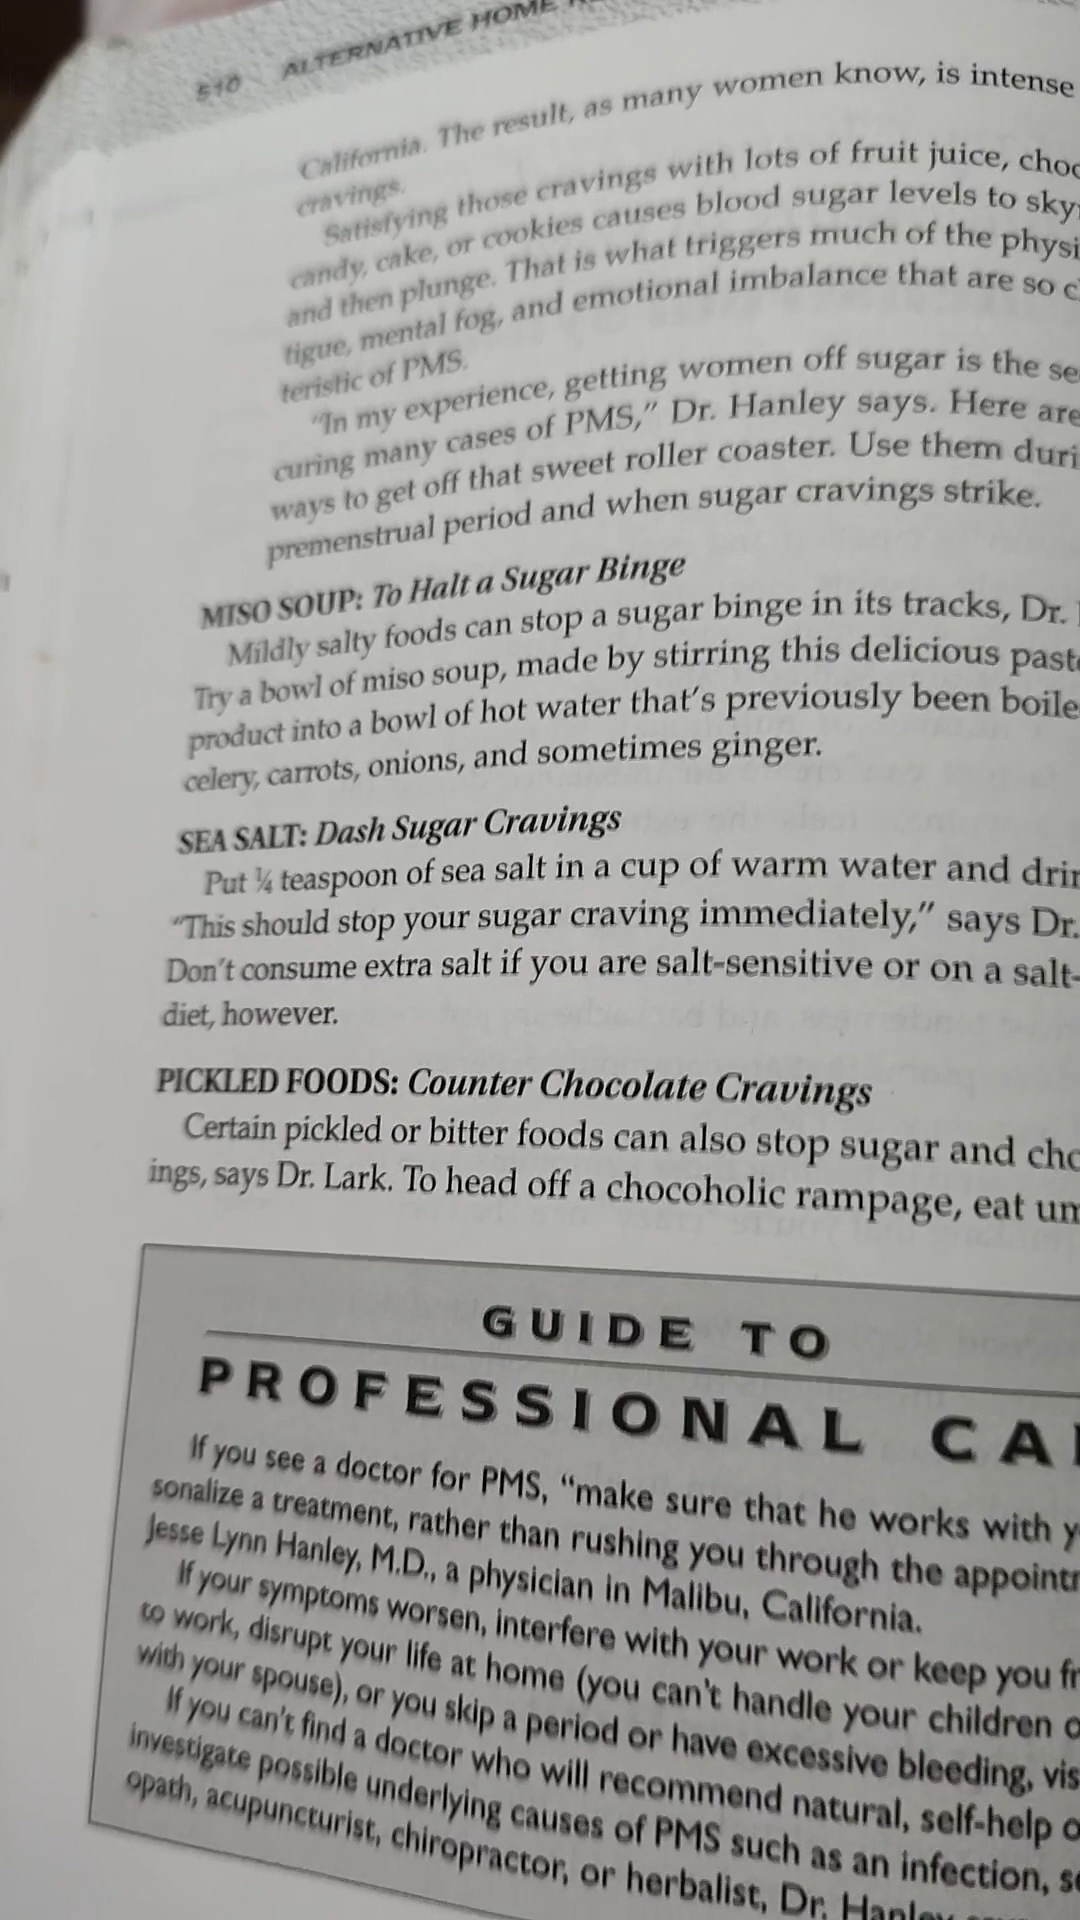 510 ALTERNATIVE HOME
California. The result, as many women know, is intense
cravings.
Satisfying those cravings with lots of fruit juice, choc
candy, cake, or cookies causes blood sugar levels to sky
and then plunge. That is what triggers much of the physi
tigue, mental fog, and emotional imbalance that are so c
teristic of PMS.
"In my experience, getting women off sugar is the se
curing many cases of PMS," Dr. Hanley says. Here are
ways to get off that sweet roller coaster. Use them duri
premenstrual period and when sugar cravings strike.
MISO SOUP: To Halt a Sugar Binge
Mildly salty foods can stop a sugar binge in its tracks, Dr.
Try a bowl of miso soup, made by stirring this delicious paste
product into a bowl of hot water that's previously been boile
celery, carrots, onions, and sometimes ginger.
SEA SALT: Dash Sugar Cravings
Put ¼ teaspoon of sea salt in a cup of warm water and drin
"This should stop your sugar craving immediately," says Dr.
Don't consume extra salt if you are salt-sensitive or on a salt-
diet, however.
PICKLED FOODS: Counter Chocolate Cravings
Certain pickled or bitter foods can also stop sugar and cho
ings, says Dr. Lark. To head off a chocoholic rampage, eat um
GUIDE TO
PROFESSIONAL CA
If you see a doctor for PMS, "make sure that he works with y
sonalize a treatment, rather than rushing you through the appoint
Jesse Lynn Hanley, M.D., a physician in Malibu, California.
If your symptoms worsen, interfere with your work or keep you fr
to work, disrupt your life at home (you can't handle your children o
with your spouse), or you skip a period or have excessive bleeding, vis
If you can't find a doctor who will recommend natural, self-help o
investigate possible underlying causes of PMS such as an infection, se
opath, acupuncturist, chiropractor, or herbalist, Dr. Hanley